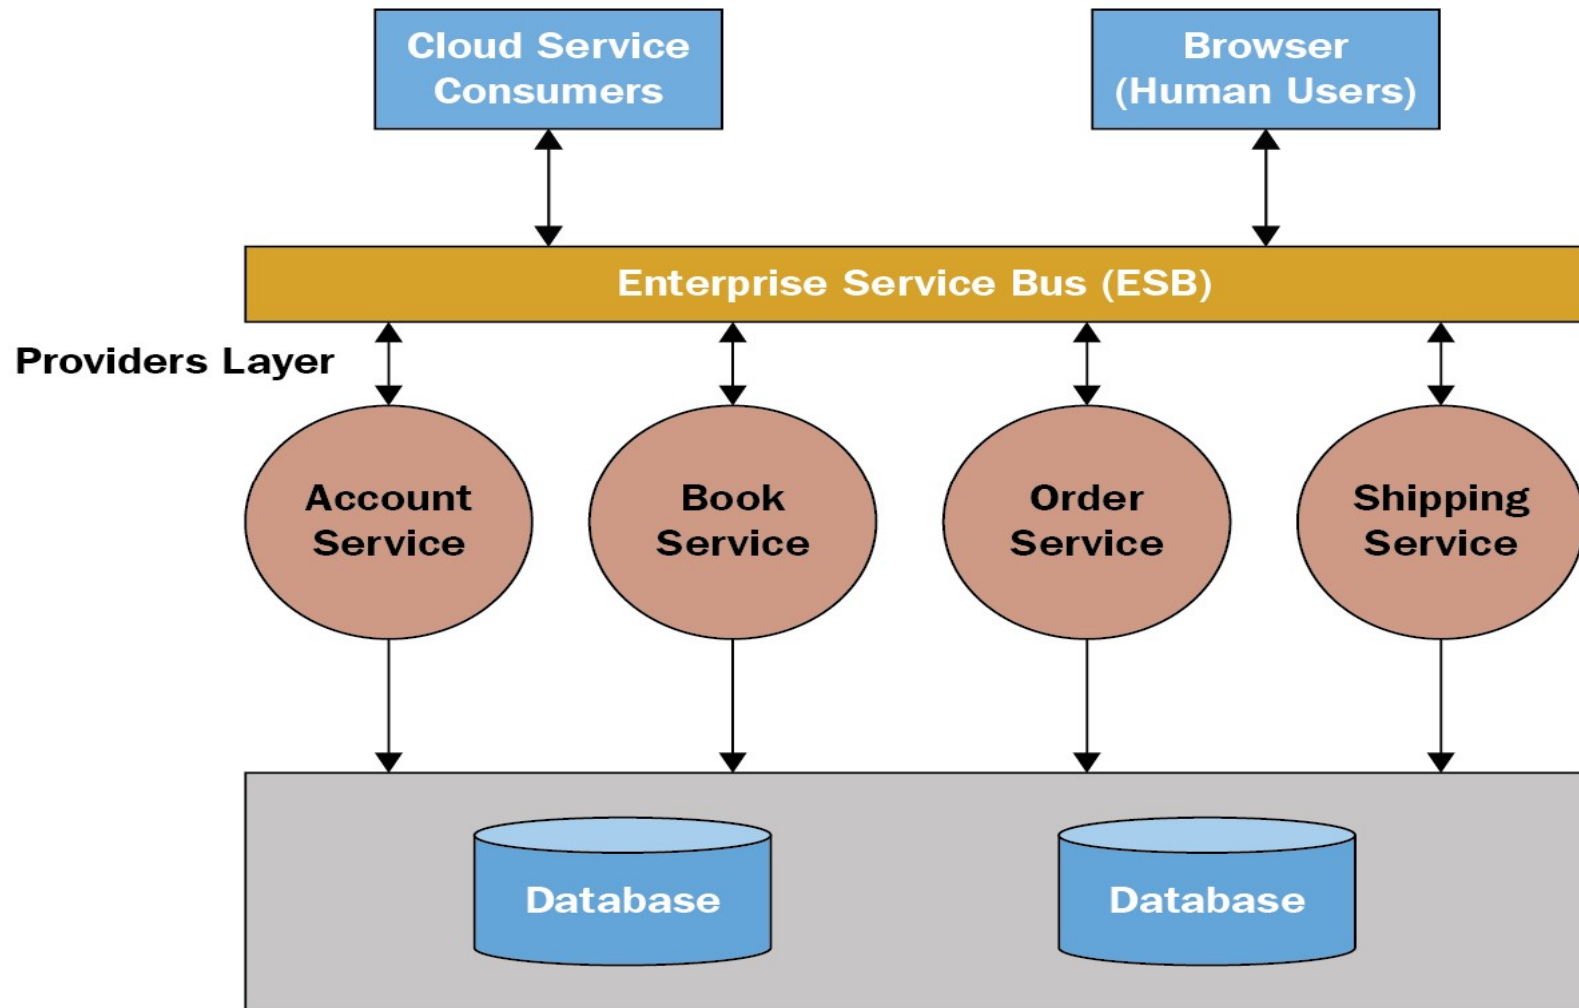 Cloud Service
Consumers
Browser
(Human Users)
Enterprise Service Bus (ESB)
Providers Layer
Account
Service
Book
Service
Order
Service
Shipping
Service
Database
Database